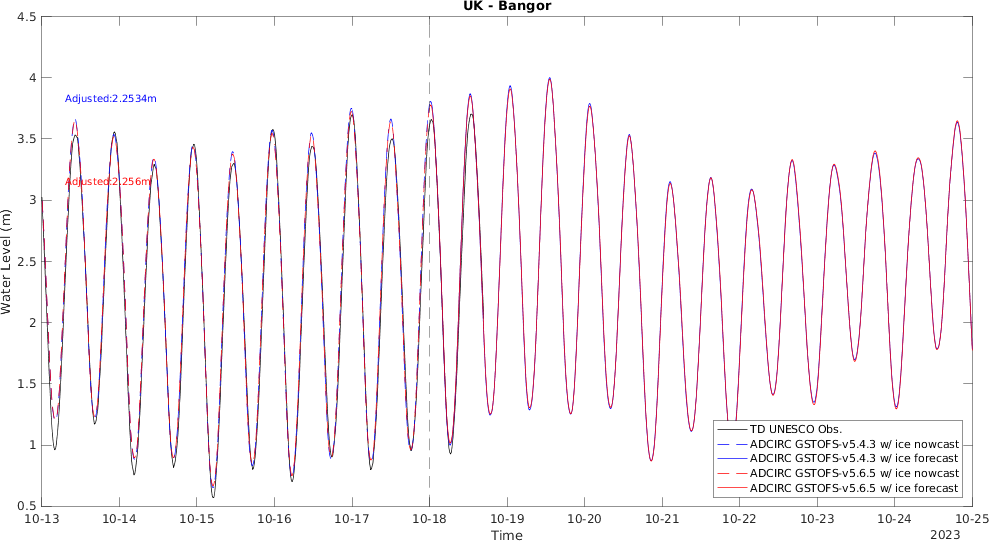 UK - Bangor
4.5
4
3.5
3
2.5
2
1.5
1
0.5
Water Level (m)
Adjusted:2.2534m
Adjusted:2.256m
TD UNESCO Obs.
ADCIRC GSTOFS-v5.4.3 w/ ice nowcast
ADCIRC GSTOFS-v5.4.3 w/ ice forecast
ADCIRC GSTOFS-v5.6.5 w/ ice nowcast
ADCIRC GSTOFS-v5.6.5 w/ ice forecast
10-13 10-14 10-15 10-16 10-17 10-18 10-19 10-20 10-21 10-22 10-23 10-24 10-25
Time
2023